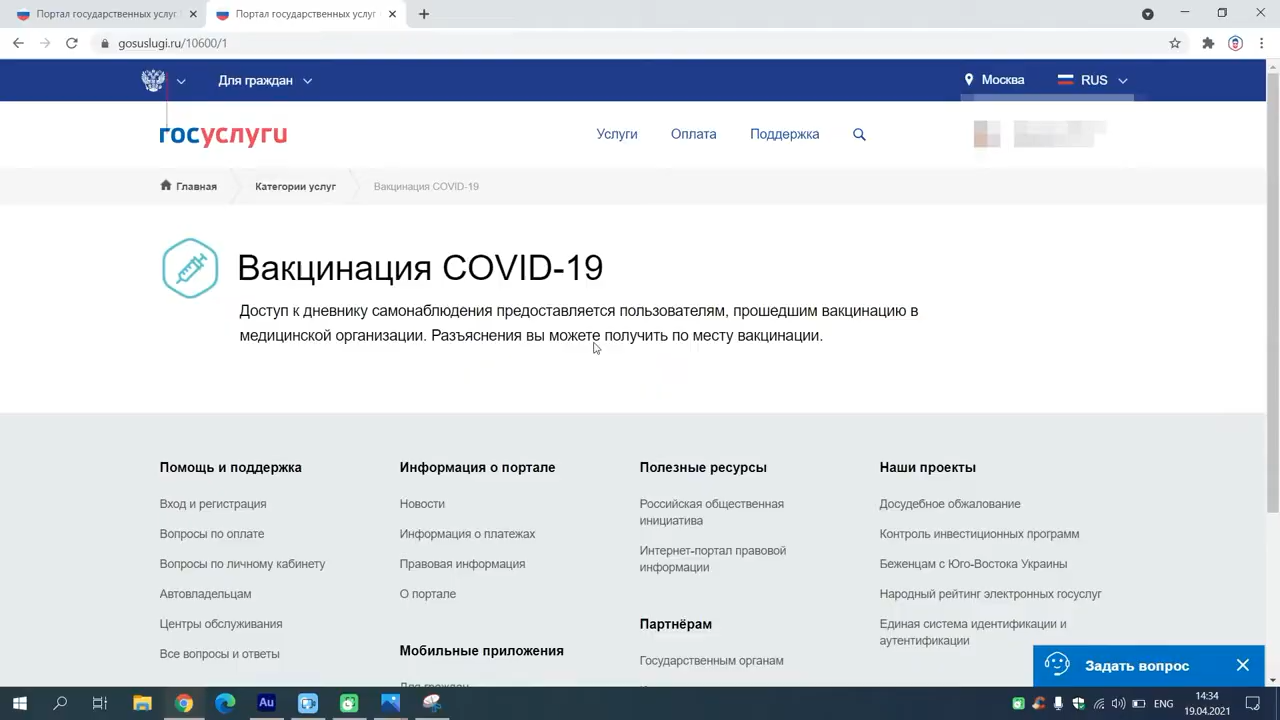 Портал государственных услуг
Портал государственных услуг
gosuslugi.ru/10600/1
Для граждан
Москва
RUS
госуслуги
Услуги
Оплата
Поддержка
Главная
Категории услуг
Вакцинация COVID-19
Вакцинация COVID-19
Доступ к дневнику самонаблюдения предоставляется пользователям, прошедшим вакцинацию в
медицинской организации. Разъяснения вы можете получить по месту вакцинации.
Помощь и поддержка
Вход и регистрация
Вопросы по оплате
Вопросы по личному кабинету
Автовладельцам
Центры обслуживания
Все вопросы и ответы
Информация о портале
Новости
Информация о платежах
Правовая информация
О портале
Мобильные приложения
Для граждан
Полезные ресурсы
Российская общественная
инициатива
Интернет-портал правовой
информации
Партнёрам
Государственным органам
Наши проекты
Досудебное обжалование
Контроль инвестиционных программ
Беженцам с Юго-Востока Украины
Народный рейтинг электронных госуслуг
Единая система идентификации и
аутентификации
Задать вопрос
Au
ENG
14:34
19.04.2021